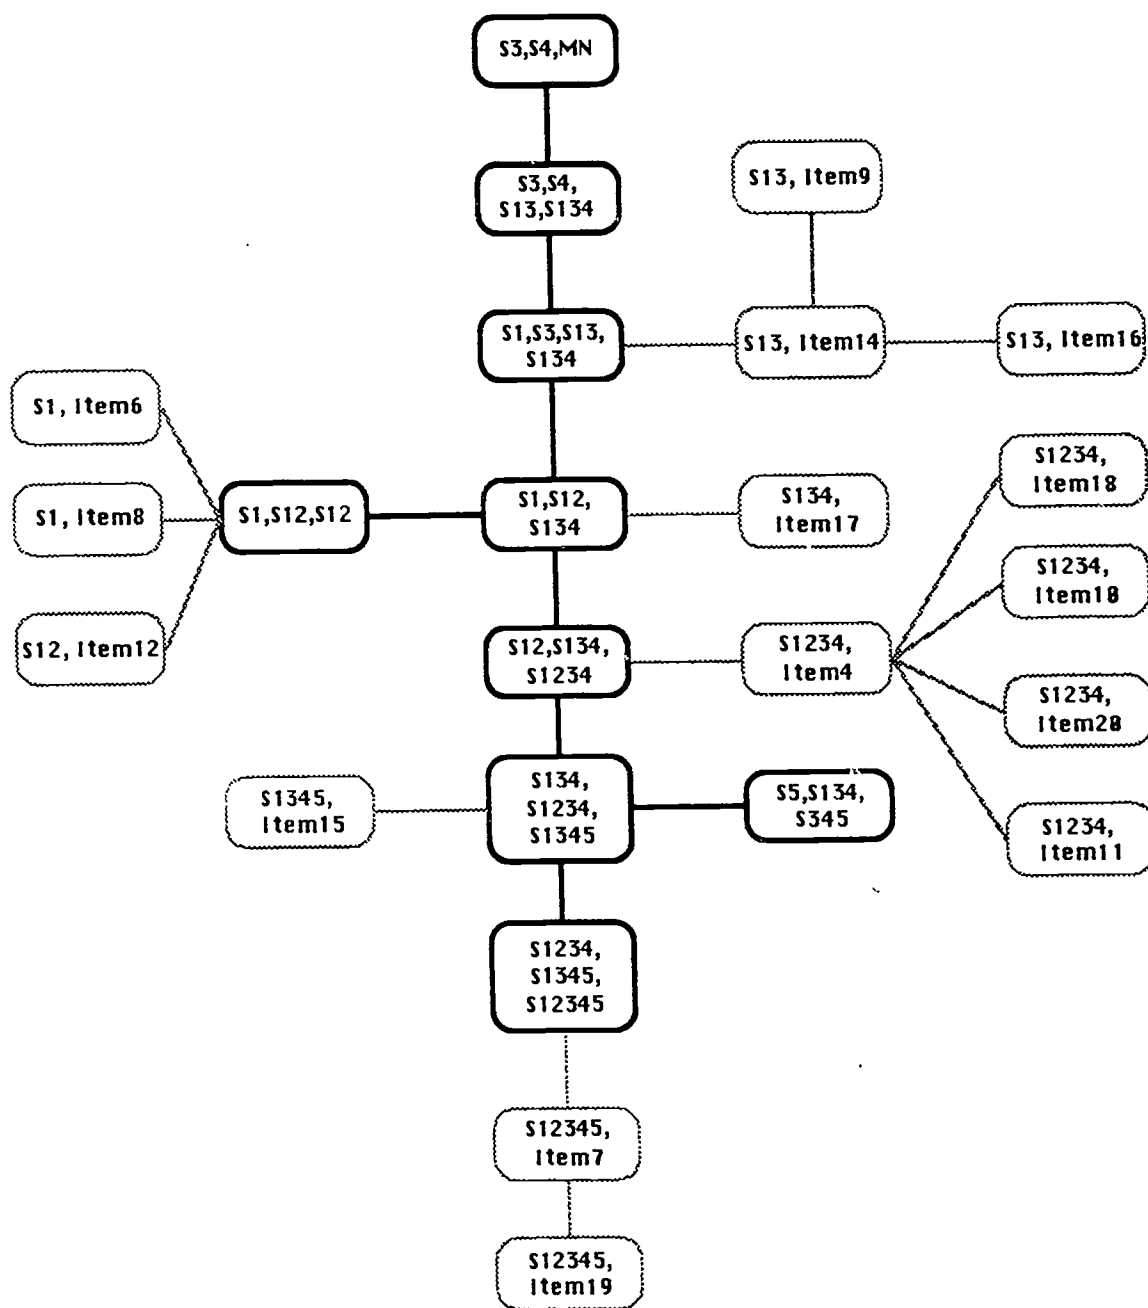 S3,S4,MN
S3,S4,
S13,S134
S13, Item9
S1,S3,S13,
S134
S13, Item14
S13, Item16
S1, Item6
S1, Item8
S12, Item12
S1,S12,S12
S1,S12,
S134
S134,
Item17
S1234,
Item18
S1234,
Item18
S12,S134,
S1234
S1234,
Item4
S1234,
Item20
S1234,
Item11
S1345,
Item15
S134,
S1234,
S1345
S5,S134,
S345
S1234,
S1345,
S12345
S12345,
Item7
S12345,
Item19